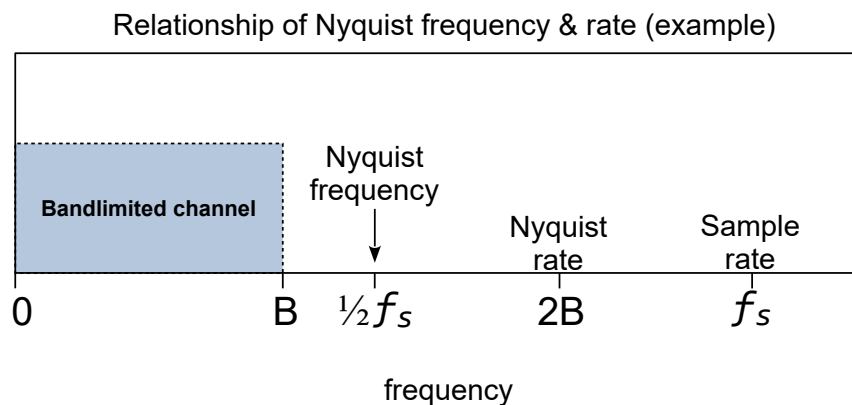 Relationship of Nyquist frequency & rate (example)
Nyquist
frequency
Bandlimited channel
Nyquist
rate
Sample
rate
0
B
½fs
2B
fs
frequency